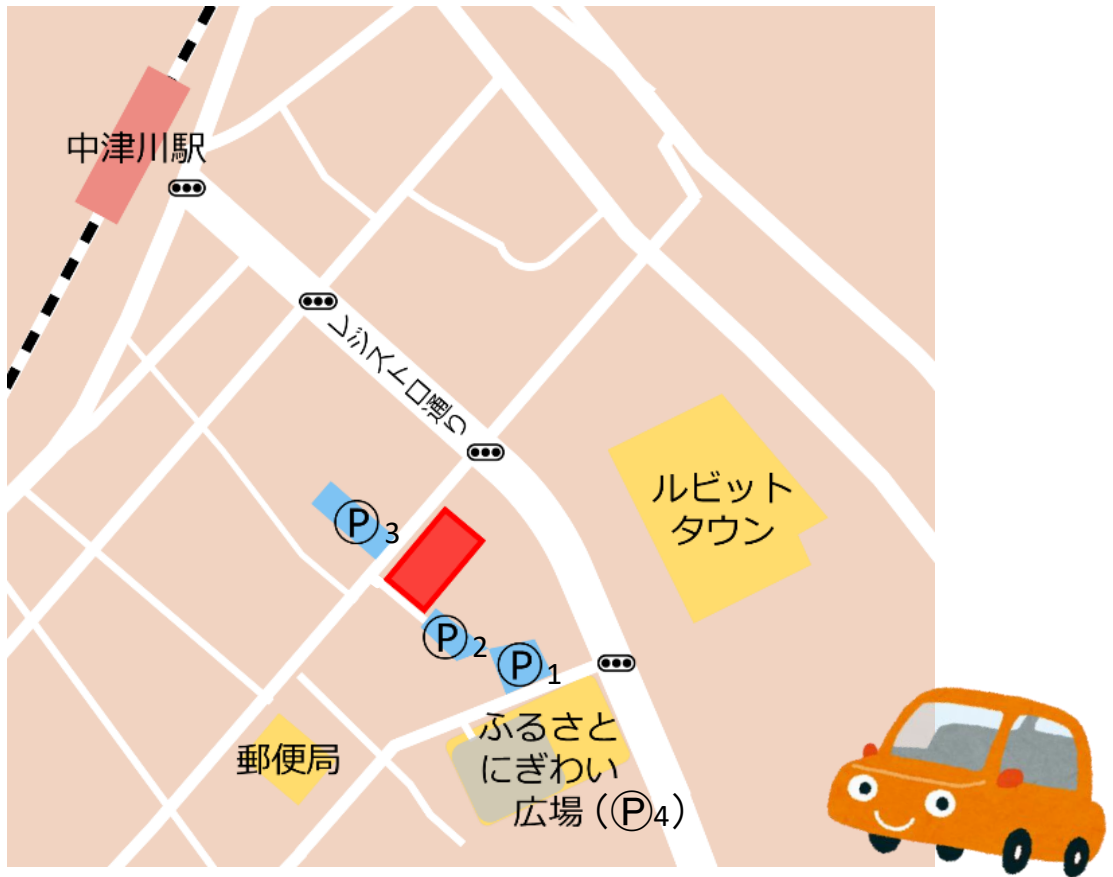 中津川駅
レジストロ通り
ルビット
タウン
Ⓟ3
Ⓟ2
Ⓟ1
郵便局
ふるさと
にぎわい
広場（Ⓟ4）